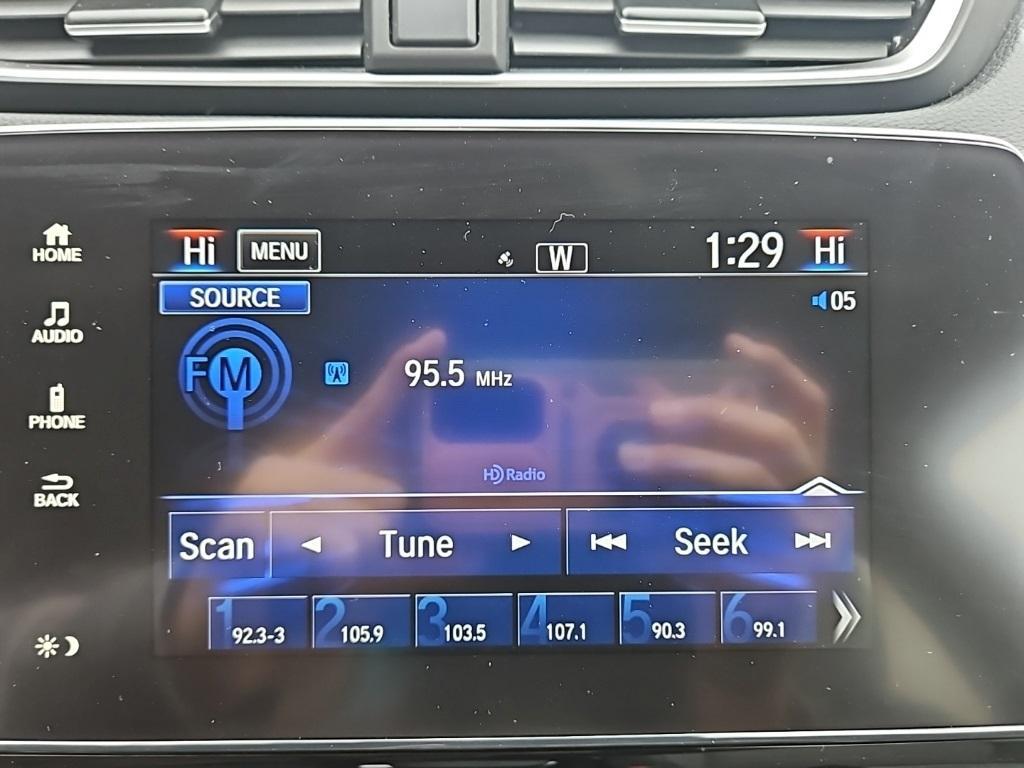 HOME
AUDIO
PHONE
BACK
Hi MENU W 1:29 Hi
SOURCE 05
FM 95.5 MHz
HD Radio
Scan Tune Seek
1 92.3-3 2 105.9 3 103.5 4 107.1 5 90.3 6 99.1